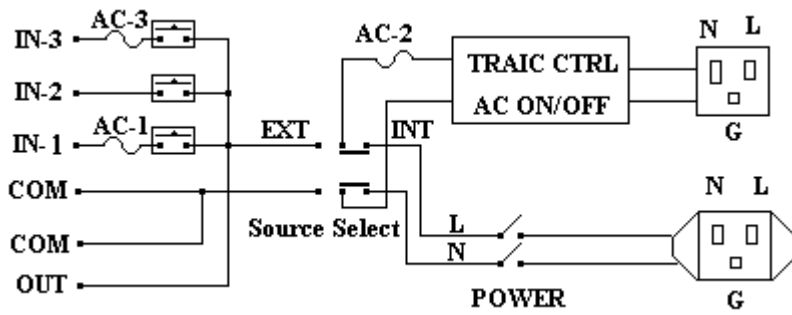 AC-3
IN-3
IN-2
AC-1
IN-1
COM
COM
OUT
EXT
INT
Source Select
AC-2
TRAIC CTRL
AC ON/OFF
N L
G
L
N
POWER
N L
G